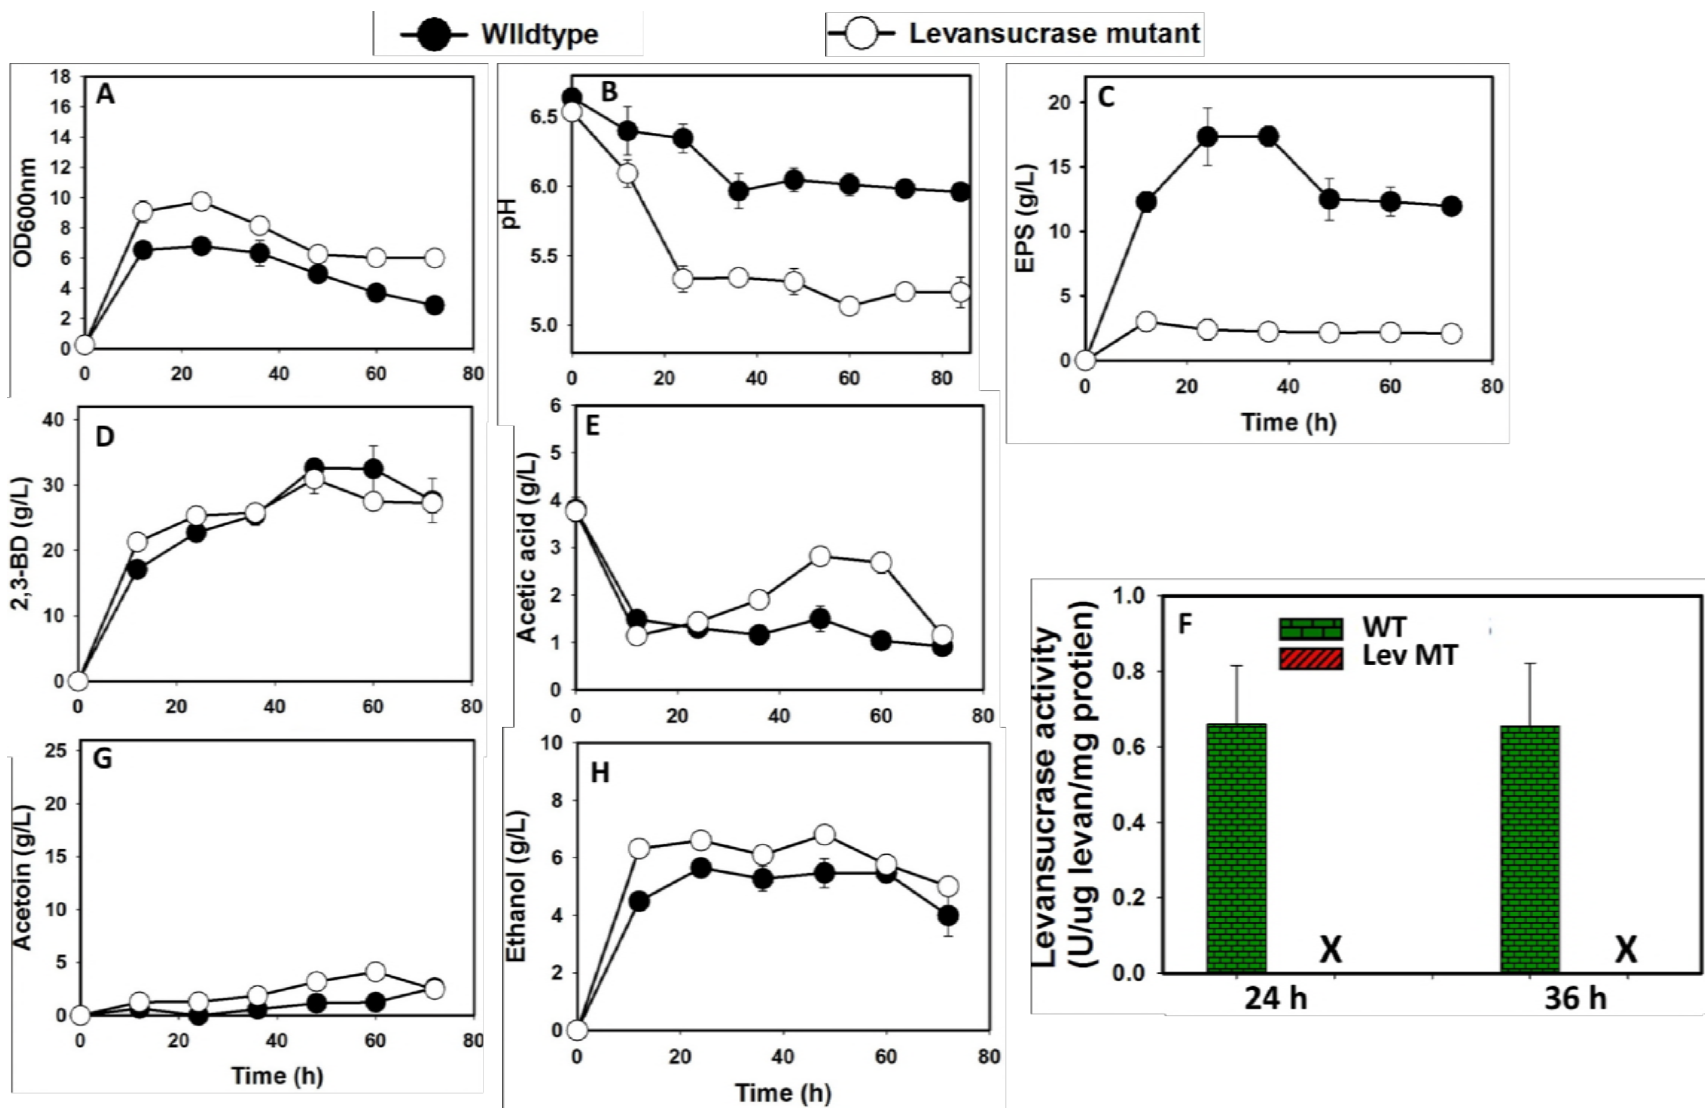 WIldtype
Levansucrase mutant
A
OD600nm
18
16
14
12
10
8
6
4
2
0
0 20 40 60 80
B
pH
6.5
6.0
5.5
5.0
0 20 40 60 80
C
EPS (g/L)
20
15
10
5
0
0 20 40 60 80
Time (h)
D
2,3-BD (g/L)
40
30
20
10
0
0 20 40 60 80
E
Acetic acid (g/L)
6
5
4
3
2
1
0
0 20 40 60 80
F
WT
Lev MT
Levansucrase activity
(U/ug levan/mg protien)
1.0
0.8
0.6
0.4
0.2
0.0
X X
24 h 36 h
G
Acetoin (g/L)
25
20
15
10
5
0
0 20 40 60 80
Time (h)
H
Ethanol (g/L)
10
8
6
4
2
0
0 20 40 60 80
Time (h)